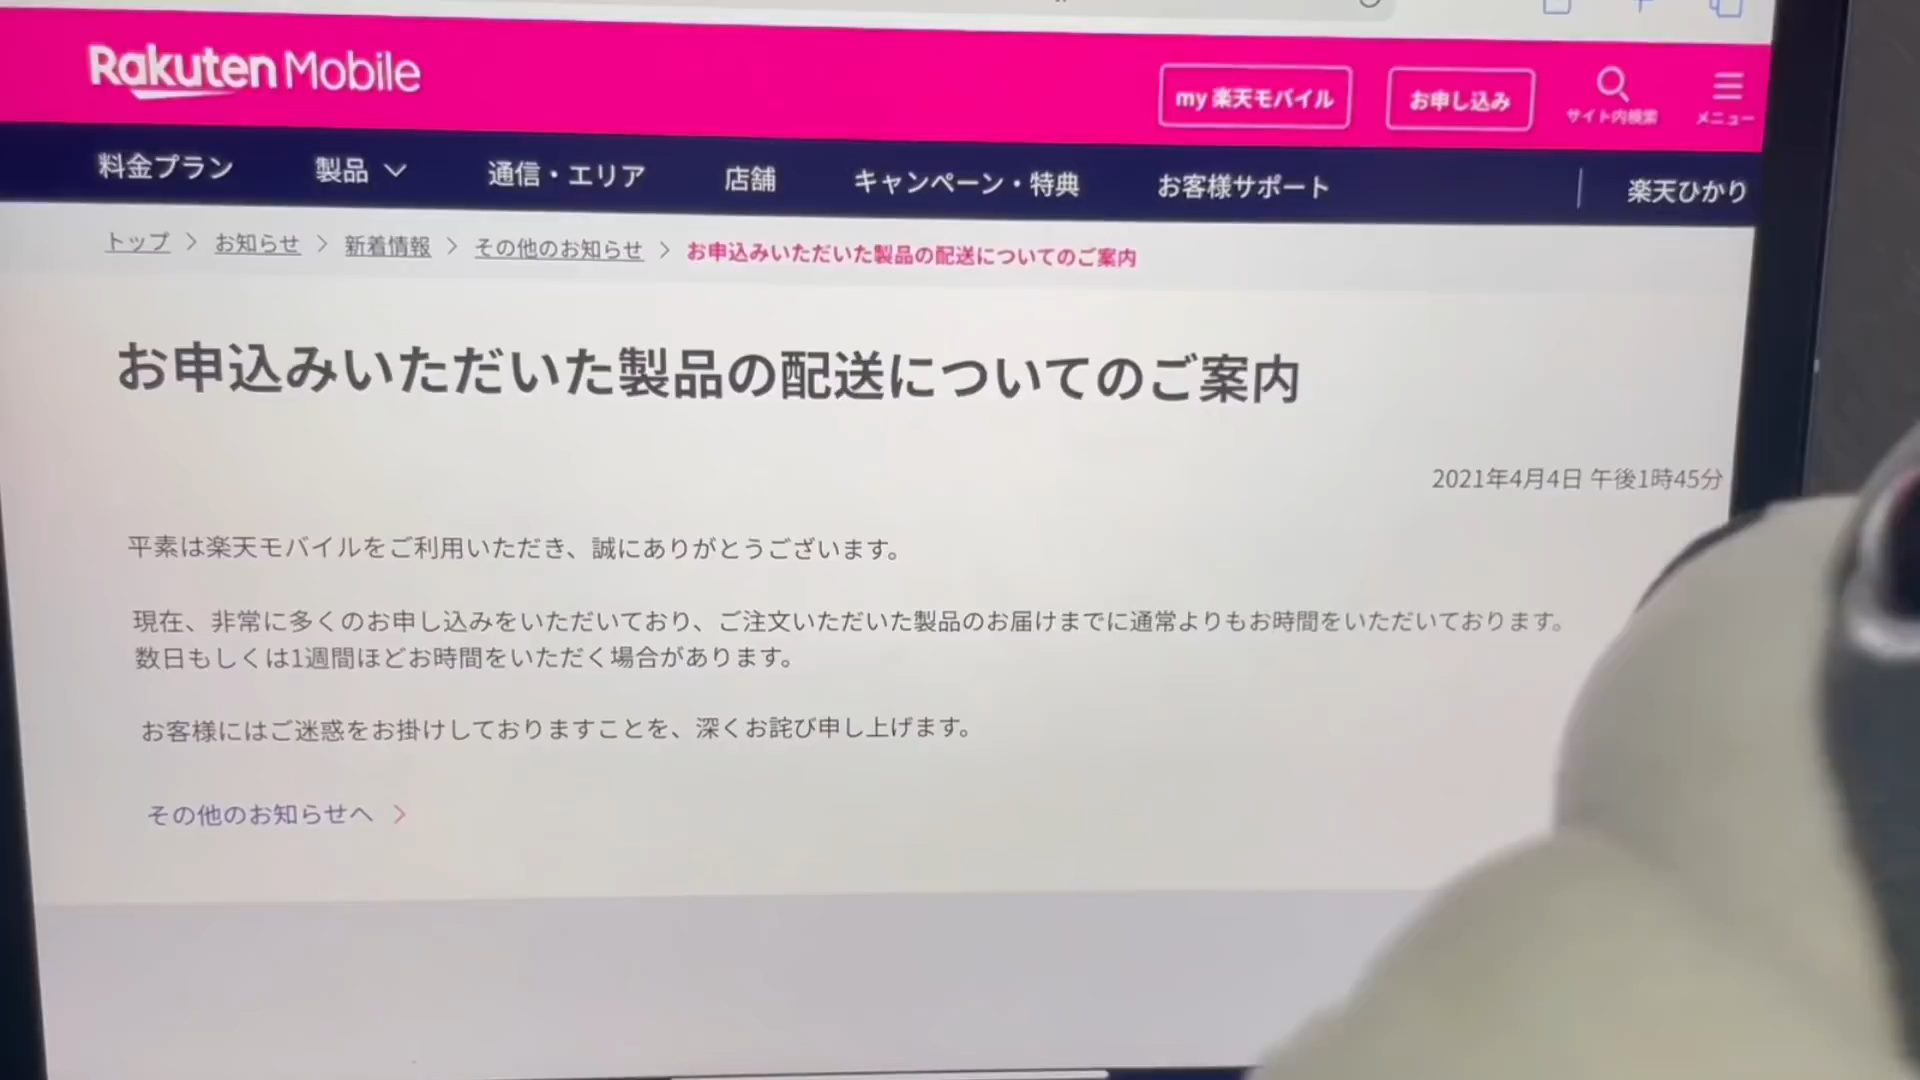 Rakuten Mobile
my 楽天モバイル
お申し込み
サイト内検索
メニュー
料金プラン
製品
通信・エリア
店舗
キャンペーン・特典
お客様サポート
楽天ひかり
トップ > お知らせ > 新着情報 > その他のお知らせ > お申込みいただいた製品の配送についてのご案内
お申込みいただいた製品の配送についてのご案内
2021年4月4日 午後1時45分
平素は楽天モバイルをご利用いただき、誠にありがとうございます。
現在、非常に多くのお申し込みをいただいており、ご注文いただいた製品のお届けまでに通常よりもお時間をいただいております。
数日もしくは1週間ほどお時間をいただく場合があります。
お客様にはご迷惑をお掛けしておりますことを、深くお詫び申し上げます。
その他のお知らせへ >